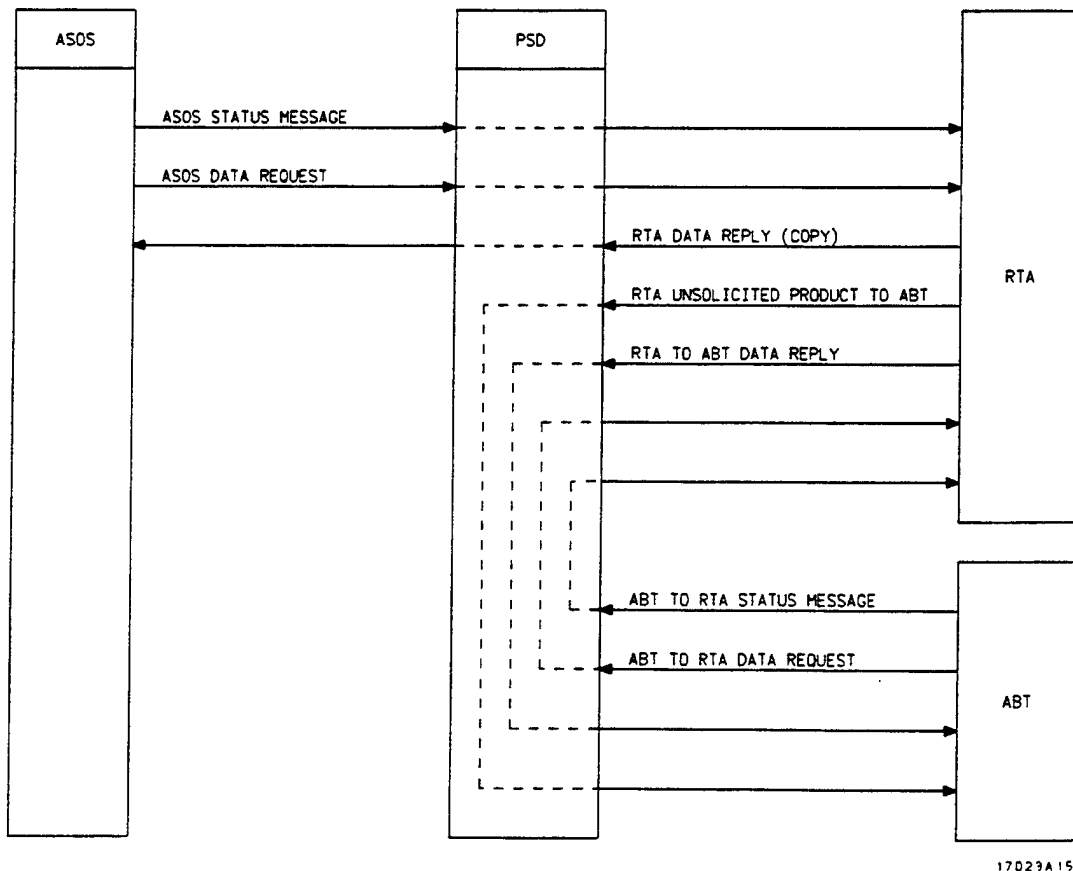 ASOS
PSD
ASOS STATUS MESSAGE
ASOS DATA REQUEST
RTA DATA REPLY (COPY)
RTA UNSOLICITED PRODUCT TO ABT
RTA
RTA TO ABT DATA REPLY
ABT TO RTA STATUS MESSAGE
ABT TO RTA DATA REQUEST
ABT
17023A15